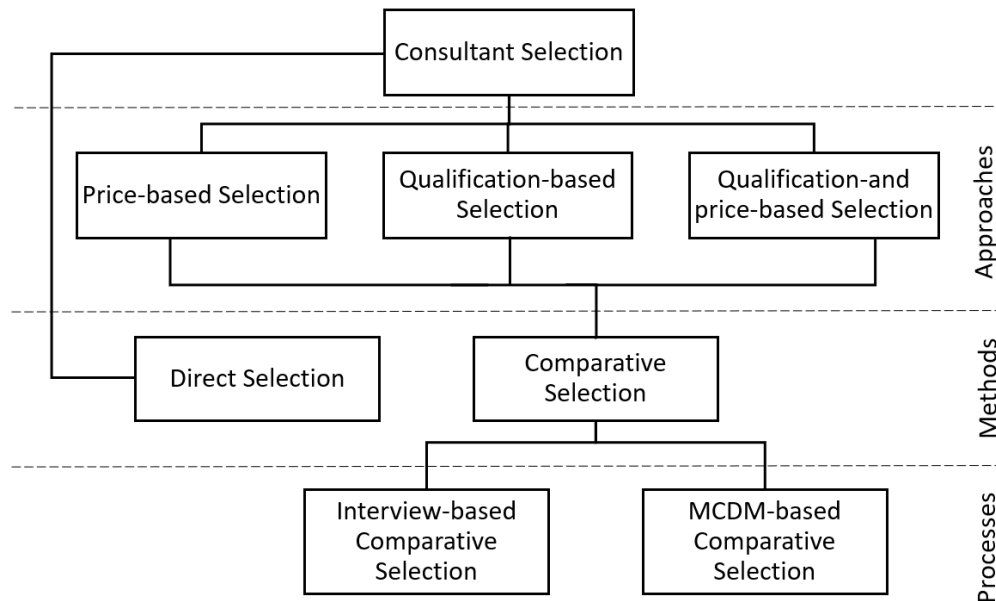 Consultant Selection
Price-based Selection
Qualification-based
Selection
Qualification-and
price-based Selection
Approaches
Direct Selection
Comparative
Selection
Methods
Interview-based
Comparative
Selection
MCDM-based
Comparative
Selection
Processes